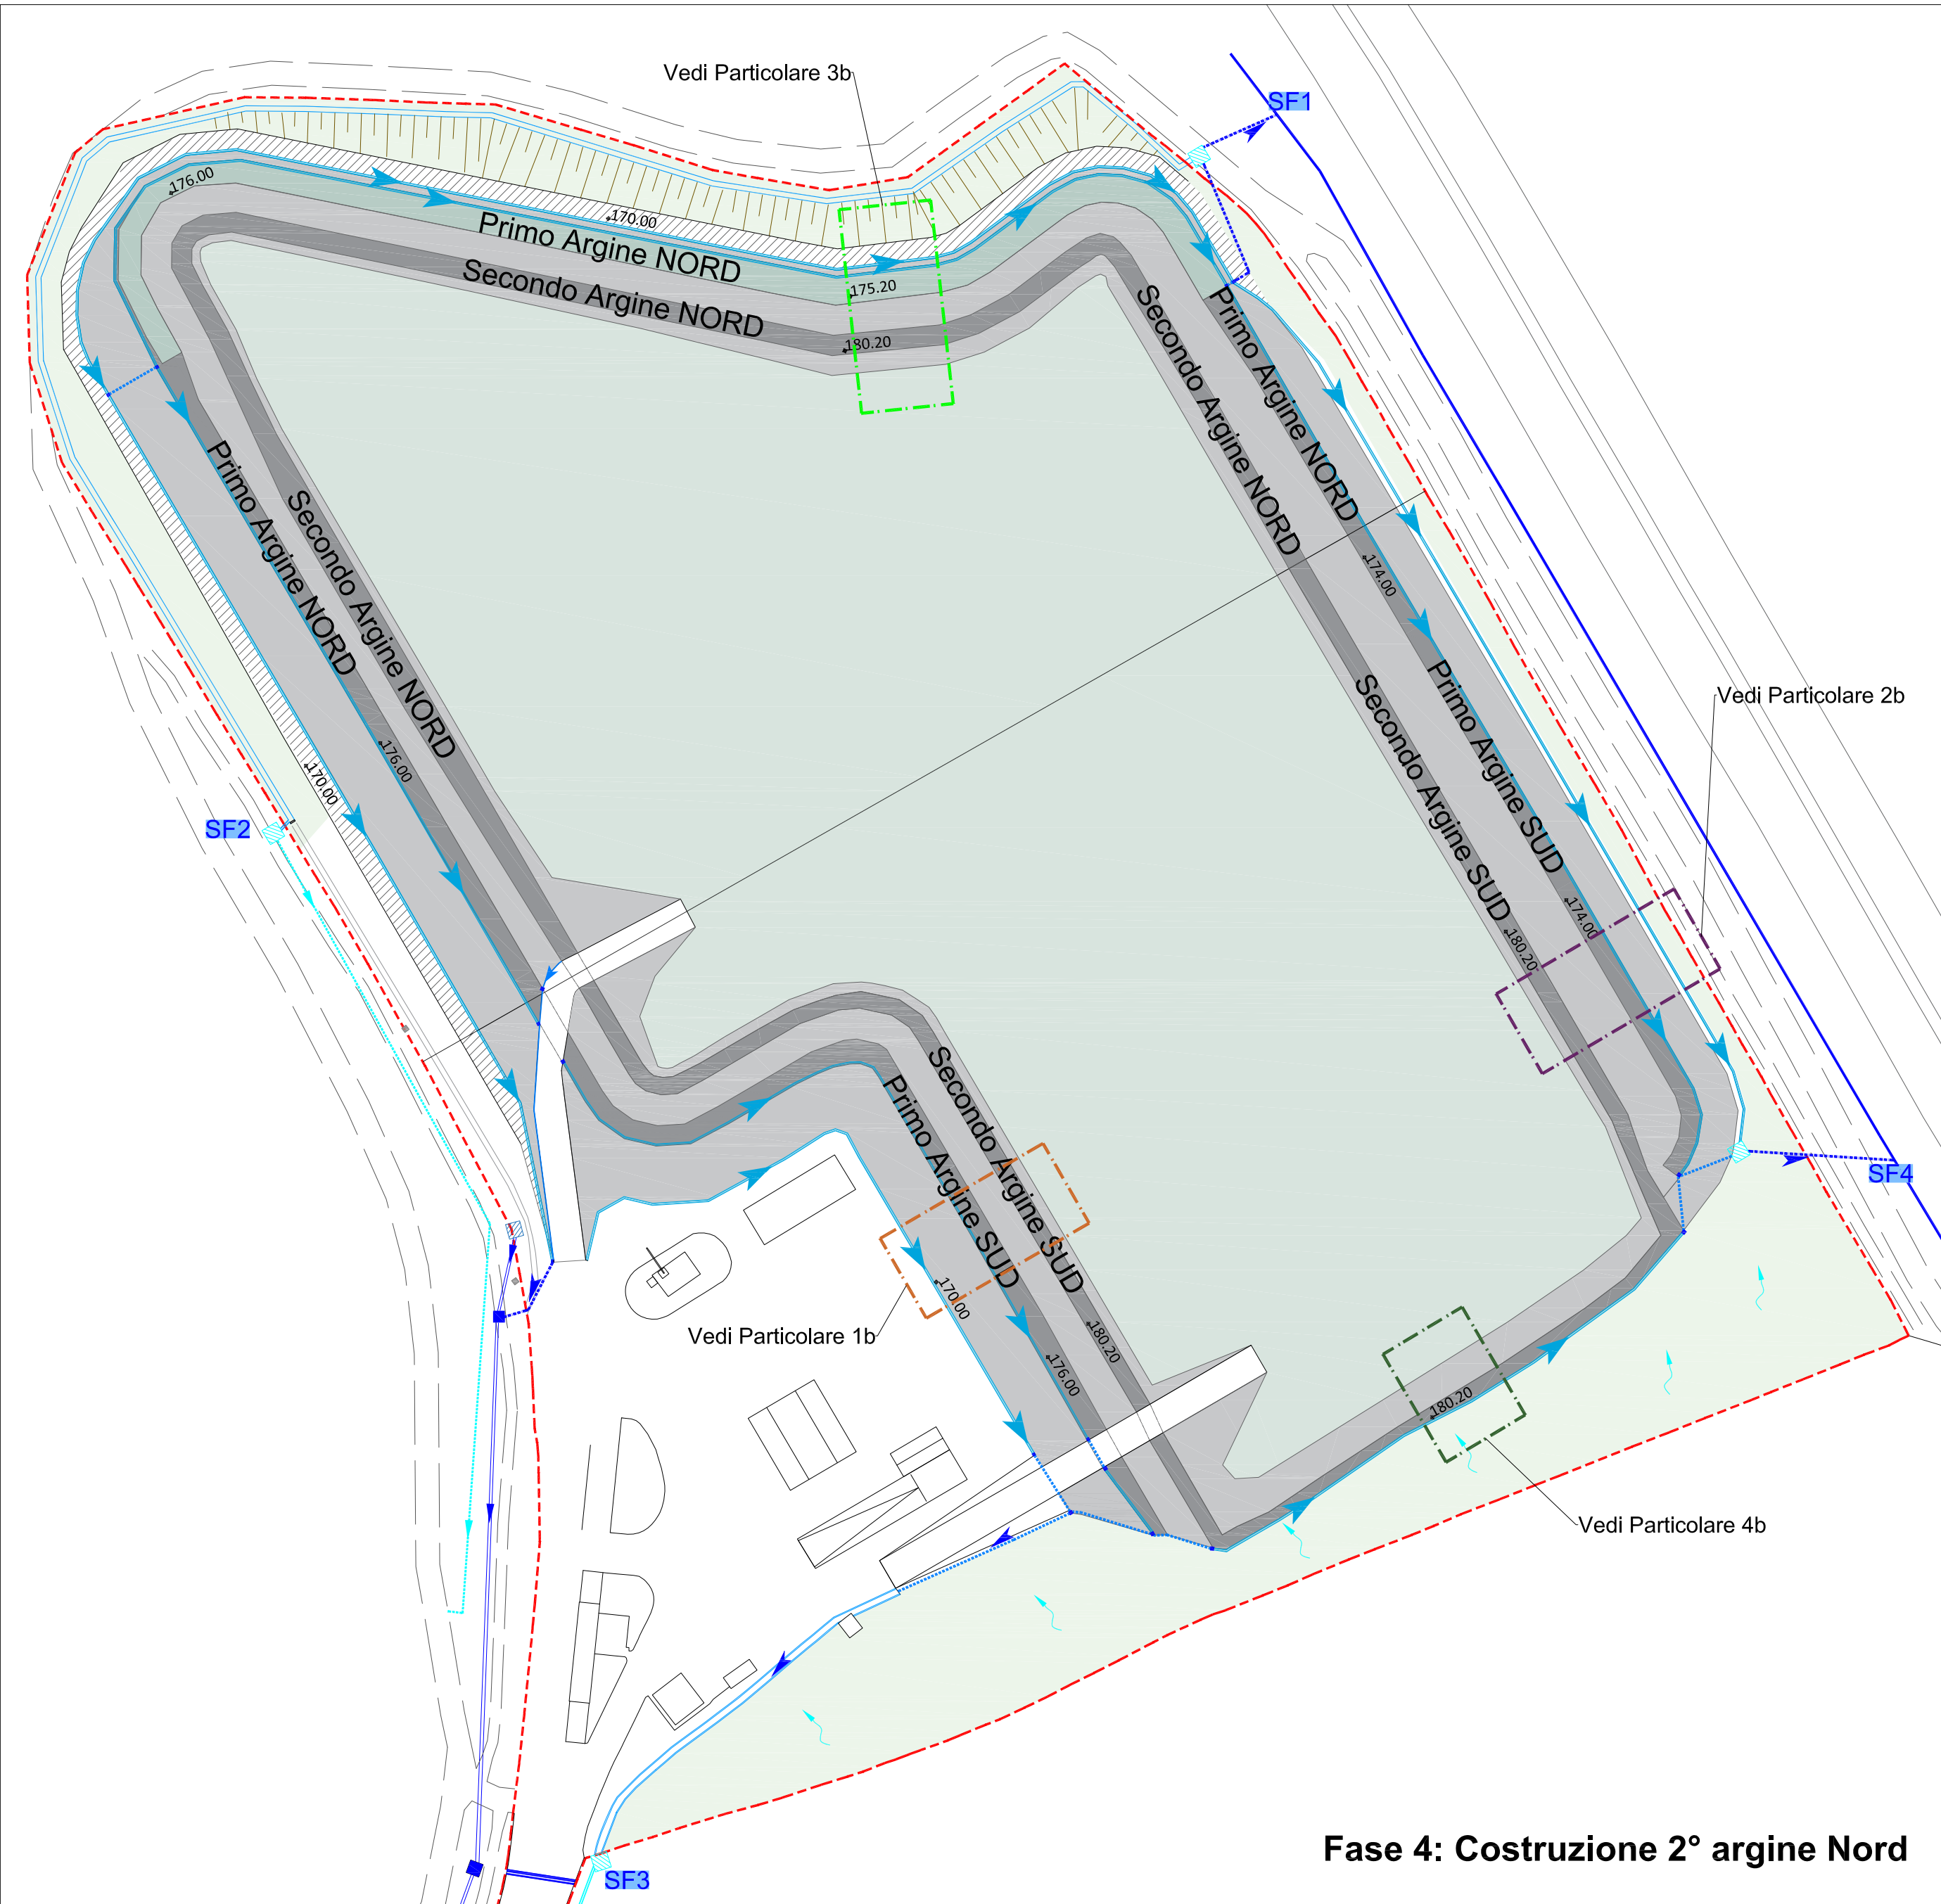 Vedi Particolare 3b
SF1
176.00
170.00
Primo Argine NORD
Secondo Argine NORD
175.20
180.20
Secondo Argine NORD
Primo Argine NORD
Primo Argine NORD
Secondo Argine NORD
174.00
Vedi Particolare 2b
Primo Argine SUD
Secondo Argine SUD
176.00
170.00
SF2
174.00
180.20
Primo Argine SUD
Secondo Argine SUD
SF4
170.00
Vedi Particolare 1b
180.20
176.00
180.20
Vedi Particolare 4b
Fase 4: Costruzione 2° argine Nord
SF3